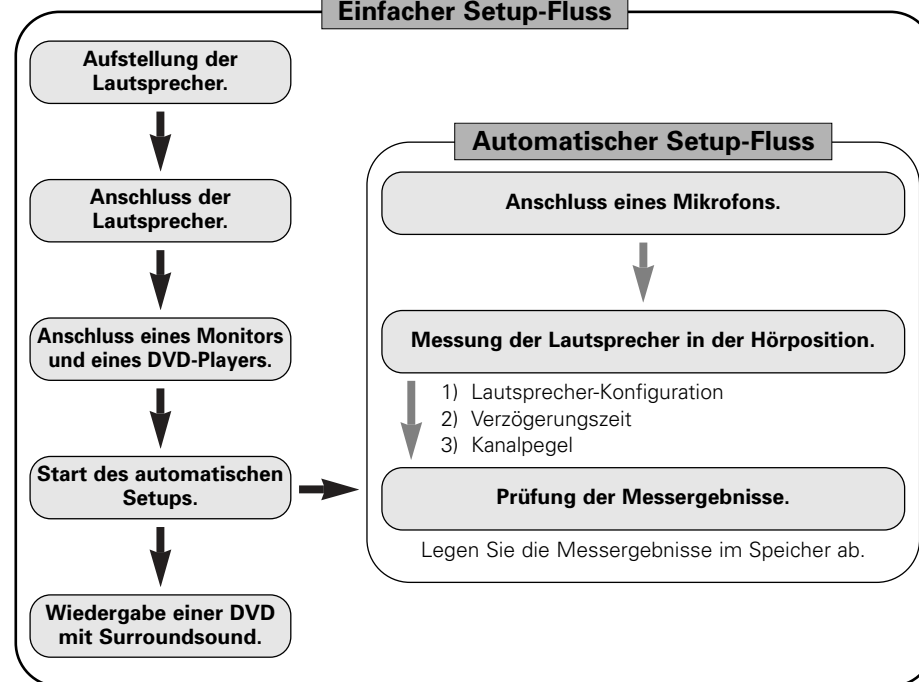 Einfacher Setup-Fluss
Aufstellung der
Lautsprecher.
Anschluss der
Lautsprecher.
Anschluss eines Monitors
und eines DVD-Players.
Start des automatischen
Setups.
Wiedergabe einer DVD
mit Surroundsound.
Automatischer Setup-Fluss
Anschluss eines Mikrofons.
Messung der Lautsprecher in der Hörposition.
1) Lautsprecher-Konfiguration
2) Verzögerungszeit
3) Kanalpegel
Prüfung der Messergebnisse.
Legen Sie die Messergebnisse im Speicher ab.